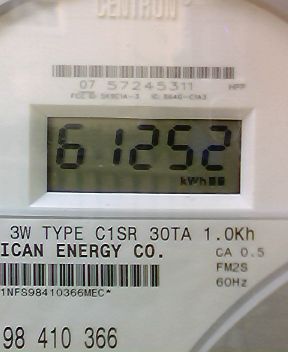 CENTRON®
07 57245311 HPP
61252
kWh
3W TYPE C1SR 30TA 1.0Kh
ICAN ENERGY CO. CA 0.5
FM2S
60Hz
1NFS98410366MEC*
98 410 366